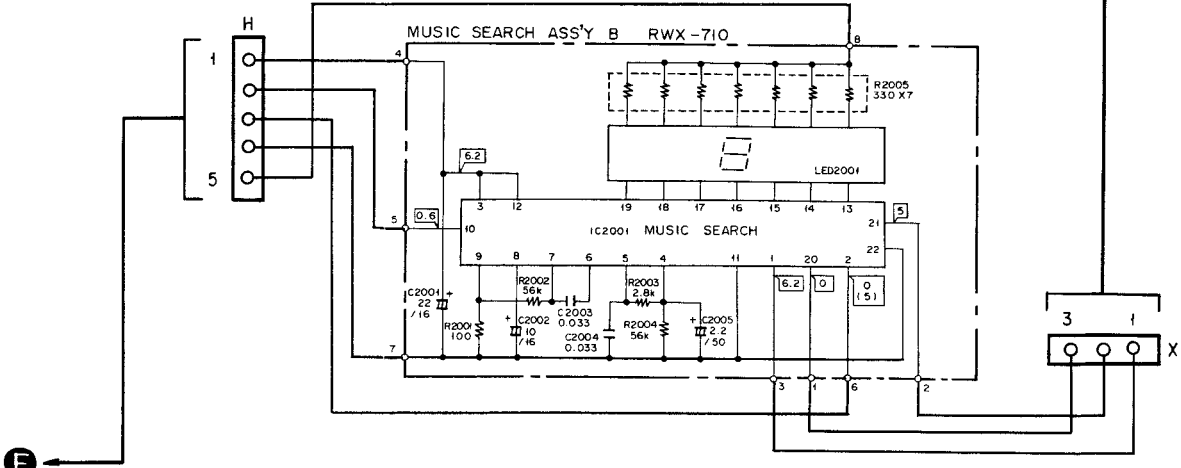 H
MUSIC SEARCH ASS'Y B RWX-710
8
1
4
R2005
330 X7
6.2
LED2001
5
3 12 19 18 17 16 15 14 13
5
5 0.6 10
IC2001 MUSIC SEARCH
21
22
9 8 7 6 5 4 11 1 20 2
C2001
22
/16
R2002
56k
R2003
2.8k
6.2 0 0
(5)
R2001
100
C2002
10
/16
C2003
0.033
C2004
0.033
R2004
56k
C2005
2.2
/50
+ + +
7
3 1
X
3 1 6 2
F